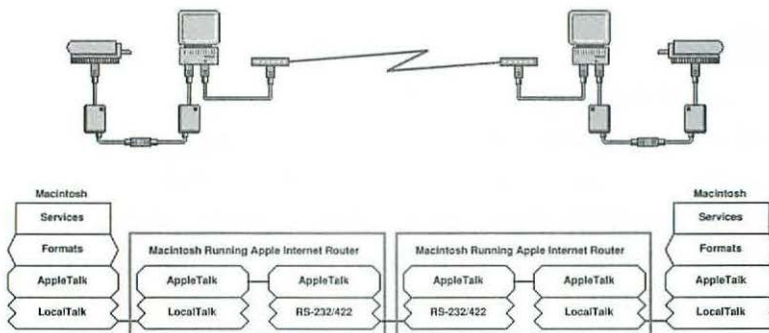 Macintosh
Services
Formats
AppleTalk
LocalTalk
Macintosh Running Apple Internet Router
AppleTalk
AppleTalk
LocalTalk
RS-232/422
Macintosh Running Apple Internet Router
AppleTalk
AppleTalk
RS-232/422
LocalTalk
Macintosh
Services
Formats
AppleTalk
LocalTalk